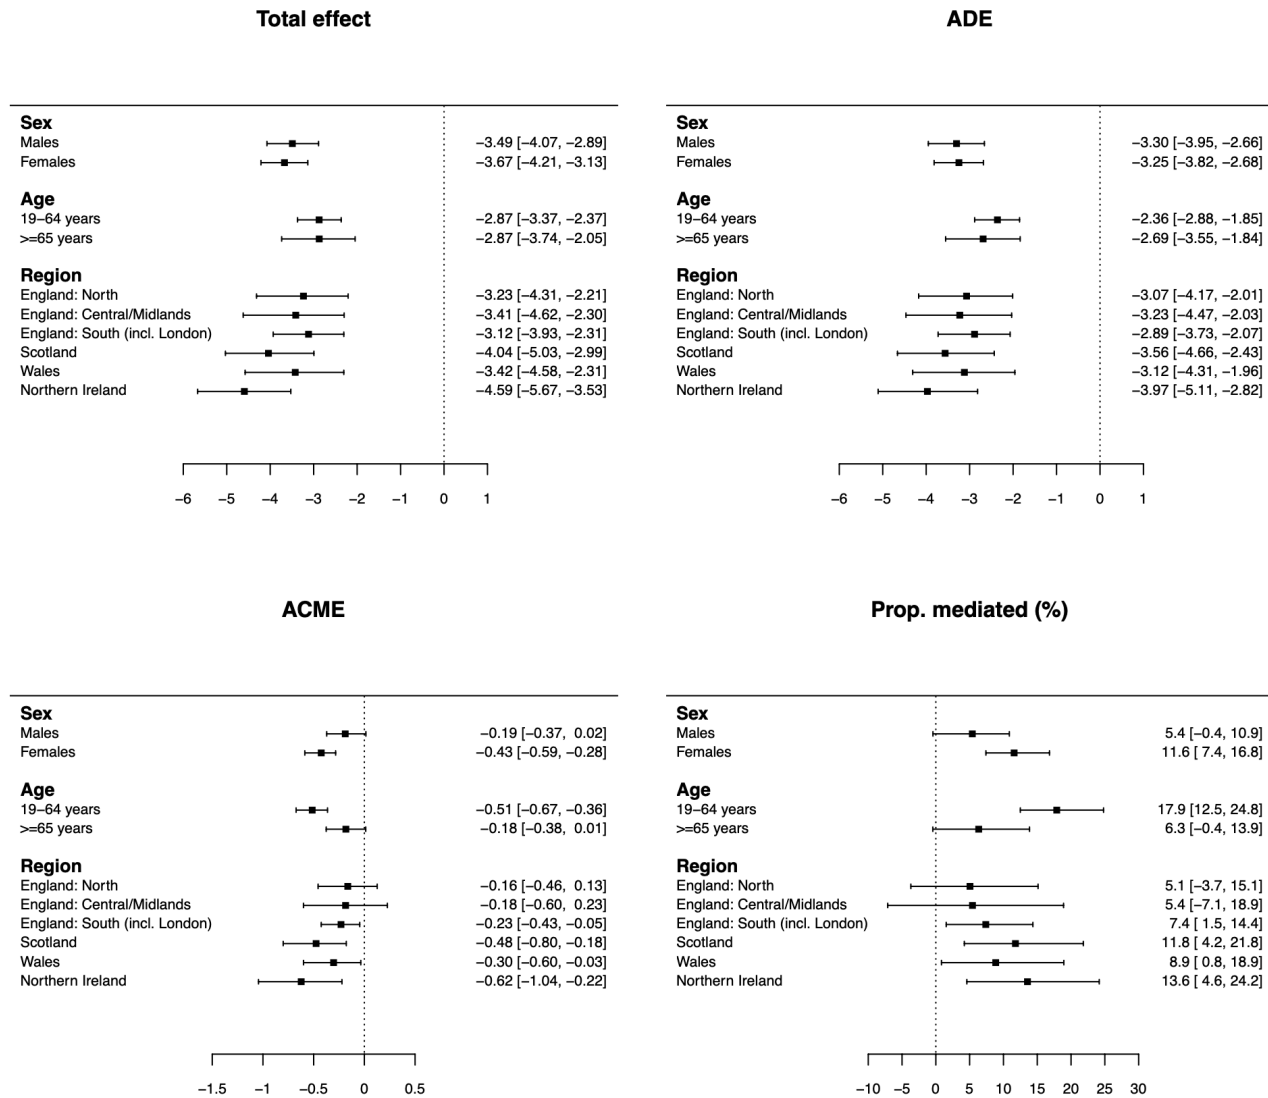 Total effect
Sex
Males −3.49 [−4.07, −2.89]
Females −3.67 [−4.21, −3.13]
Age
19−64 years −2.87 [−3.37, −2.37]
>=65 years −2.87 [−3.74, −2.05]
Region
England: North −3.23 [−4.31, −2.21]
England: Central/Midlands −3.41 [−4.62, −2.30]
England: South (incl. London) −3.12 [−3.93, −2.31]
Scotland −4.04 [−5.03, −2.99]
Wales −3.42 [−4.58, −2.31]
Northern Ireland −4.59 [−5.67, −3.53]
−6 −5 −4 −3 −2 −1 0 1
ADE
Sex
Males −3.30 [−3.95, −2.66]
Females −3.25 [−3.82, −2.68]
Age
19−64 years −2.36 [−2.88, −1.85]
>=65 years −2.69 [−3.55, −1.84]
Region
England: North −3.07 [−4.17, −2.01]
England: Central/Midlands −3.23 [−4.47, −2.03]
England: South (incl. London) −2.89 [−3.73, −2.07]
Scotland −3.56 [−4.66, −2.43]
Wales −3.12 [−4.31, −1.96]
Northern Ireland −3.97 [−5.11, −2.82]
−6 −5 −4 −3 −2 −1 0 1
ACME
Sex
Males −0.19 [−0.37, 0.02]
Females −0.43 [−0.59, −0.28]
Age
19−64 years −0.51 [−0.67, −0.36]
>=65 years −0.18 [−0.38, 0.01]
Region
England: North −0.16 [−0.46, 0.13]
England: Central/Midlands −0.18 [−0.60, 0.23]
England: South (incl. London) −0.23 [−0.43, −0.05]
Scotland −0.48 [−0.80, −0.18]
Wales −0.30 [−0.60, −0.03]
Northern Ireland −0.62 [−1.04, −0.22]
−1.5 −1 −0.5 0 0.5
Prop. mediated (%)
Sex
Males 5.4 [−0.4, 10.9]
Females 11.6 [ 7.4, 16.8]
Age
19−64 years 17.9 [12.5, 24.8]
>=65 years 6.3 [−0.4, 13.9]
Region
England: North 5.1 [−3.7, 15.1]
England: Central/Midlands 5.4 [−7.1, 18.9]
England: South (incl. London) 7.4 [ 1.5, 14.4]
Scotland 11.8 [ 4.2, 21.8]
Wales 8.9 [ 0.8, 18.9]
Northern Ireland 13.6 [ 4.6, 24.2]
−10 −5 0 5 10 15 20 25 30